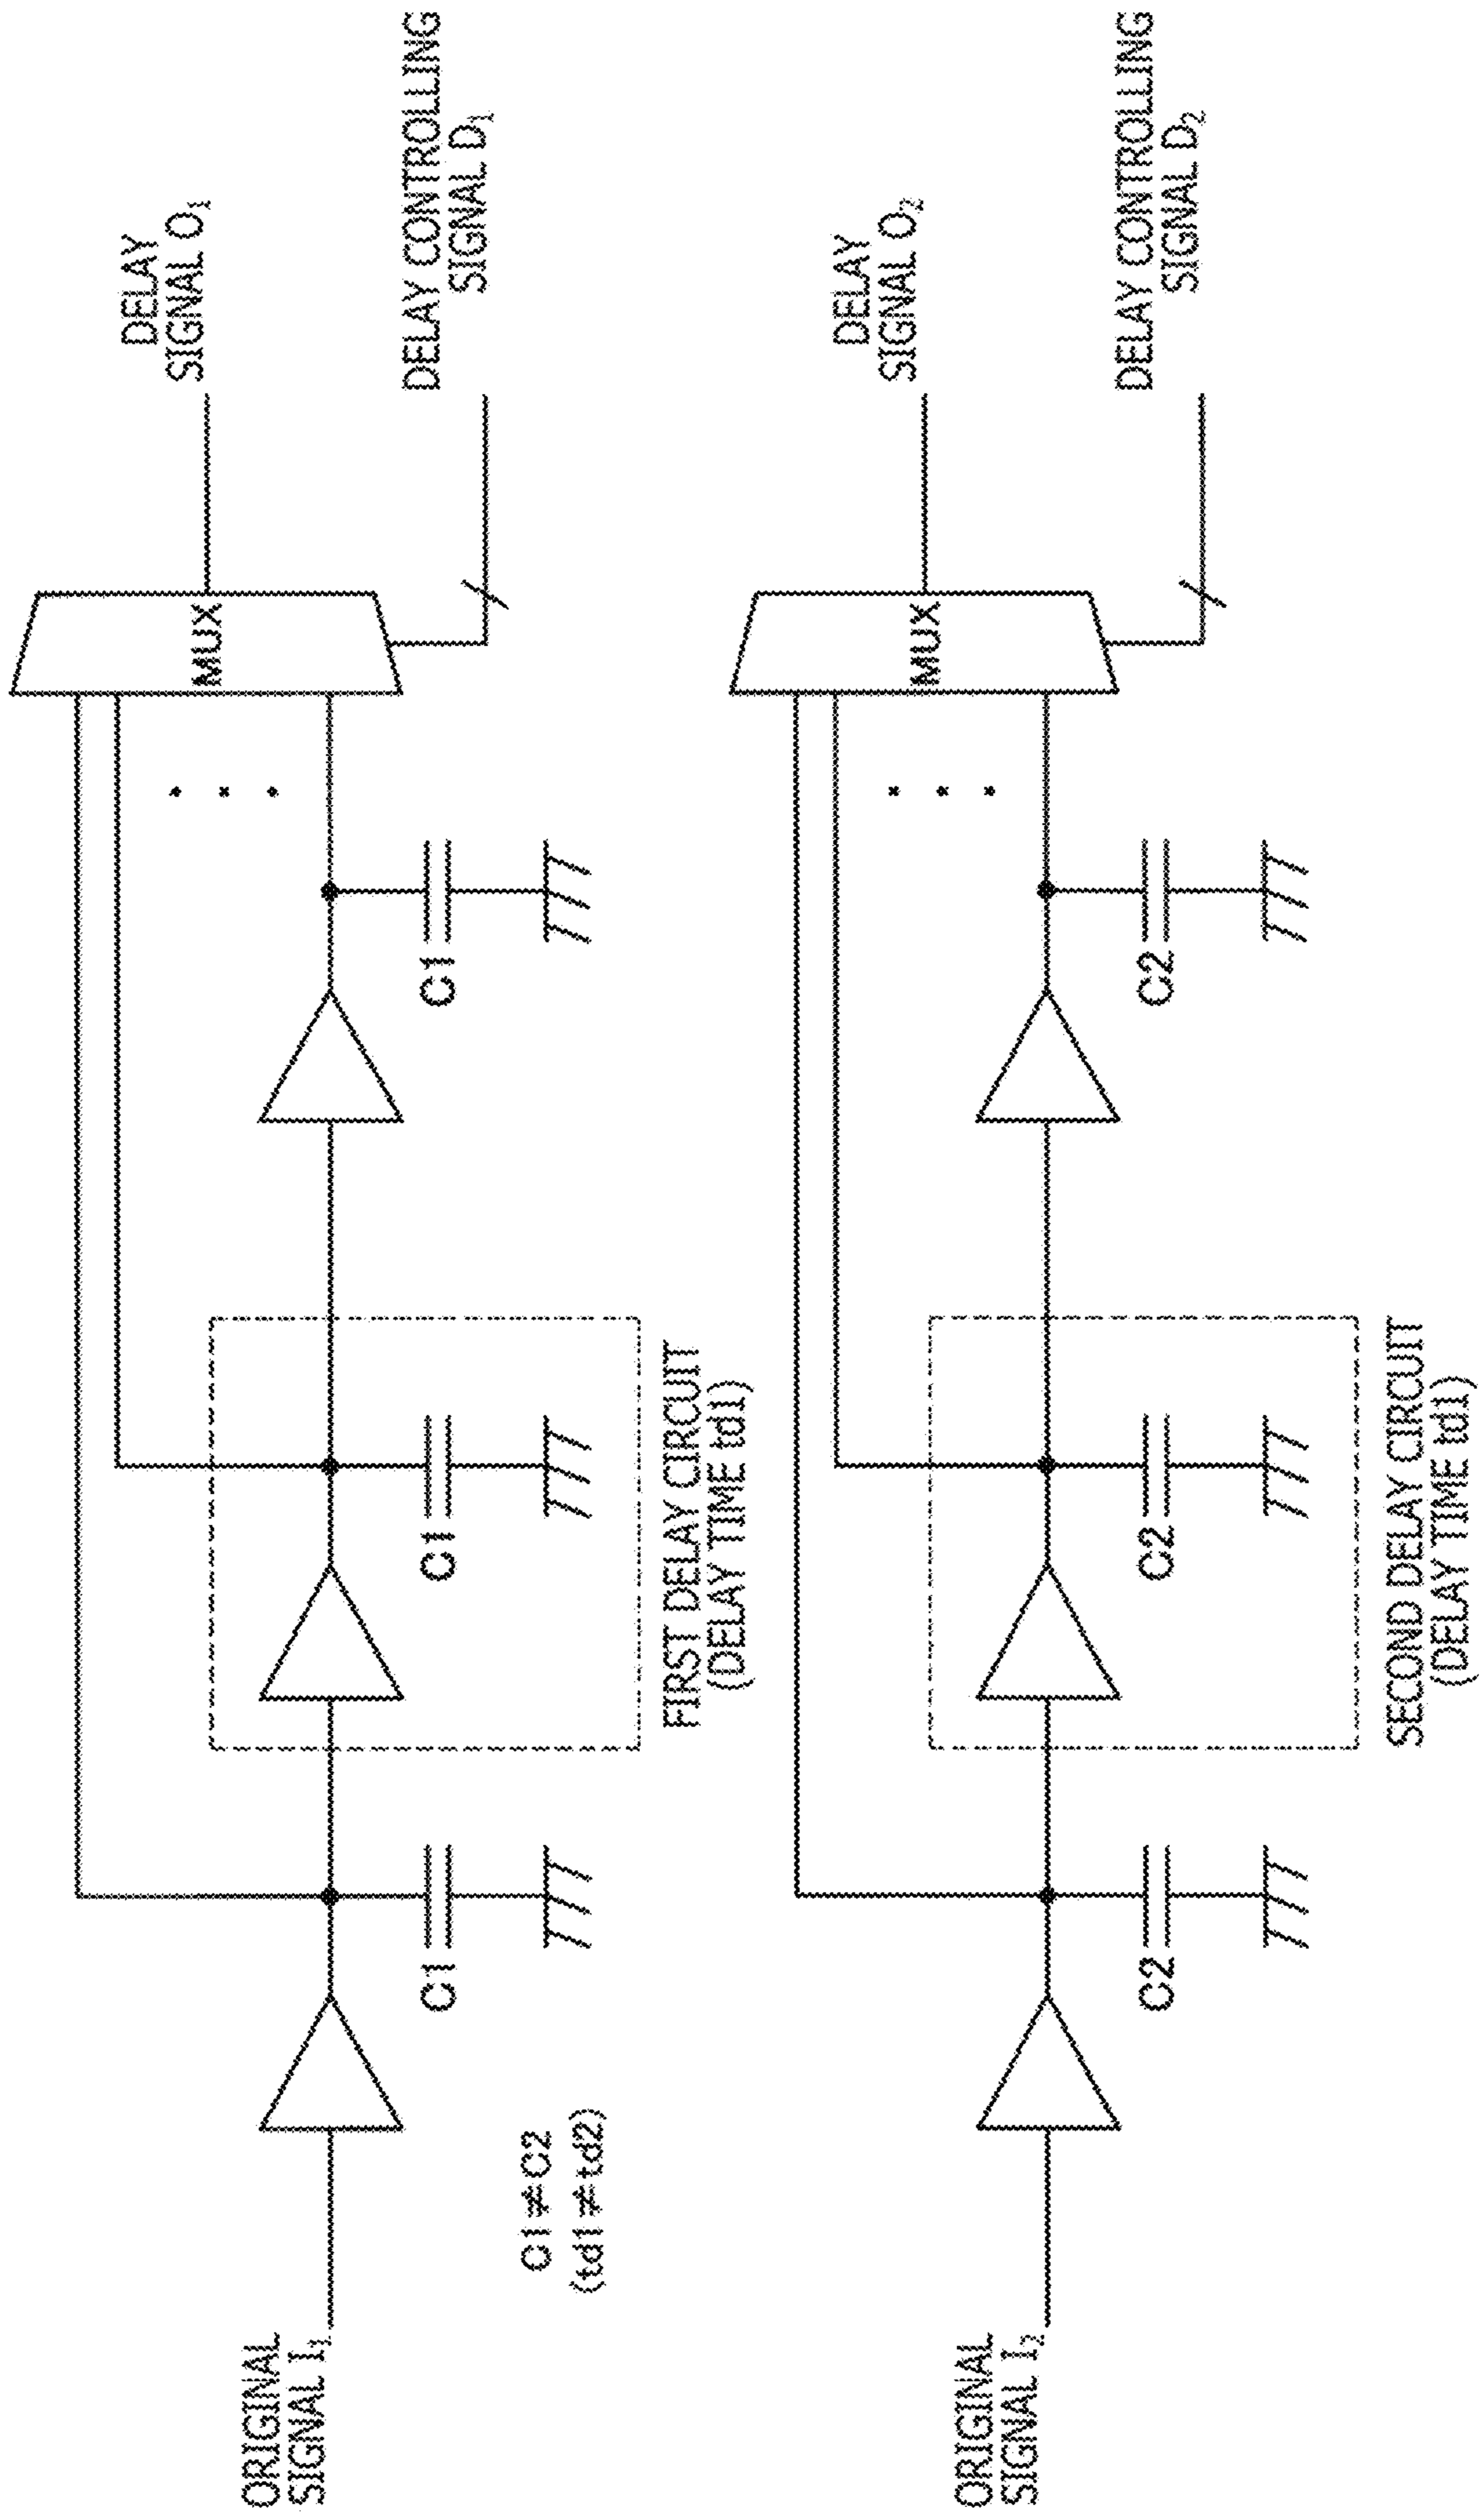 ORIGINAL
SIGNAL I₁
C1
C1≠C2
(td1≠td2)
C1
FIRST DELAY CIRCUIT
(DELAY TIME td1)
C1
MUX
DELAY
SIGNAL O₁
DELAY CONTROLLING
SIGNAL D₁
ORIGINAL
SIGNAL I₂
C2
C2
SECOND DELAY CIRCUIT
(DELAY TIME td1)
C2
MUX
DELAY
SIGNAL O₂
DELAY CONTROLLING
SIGNAL D₂